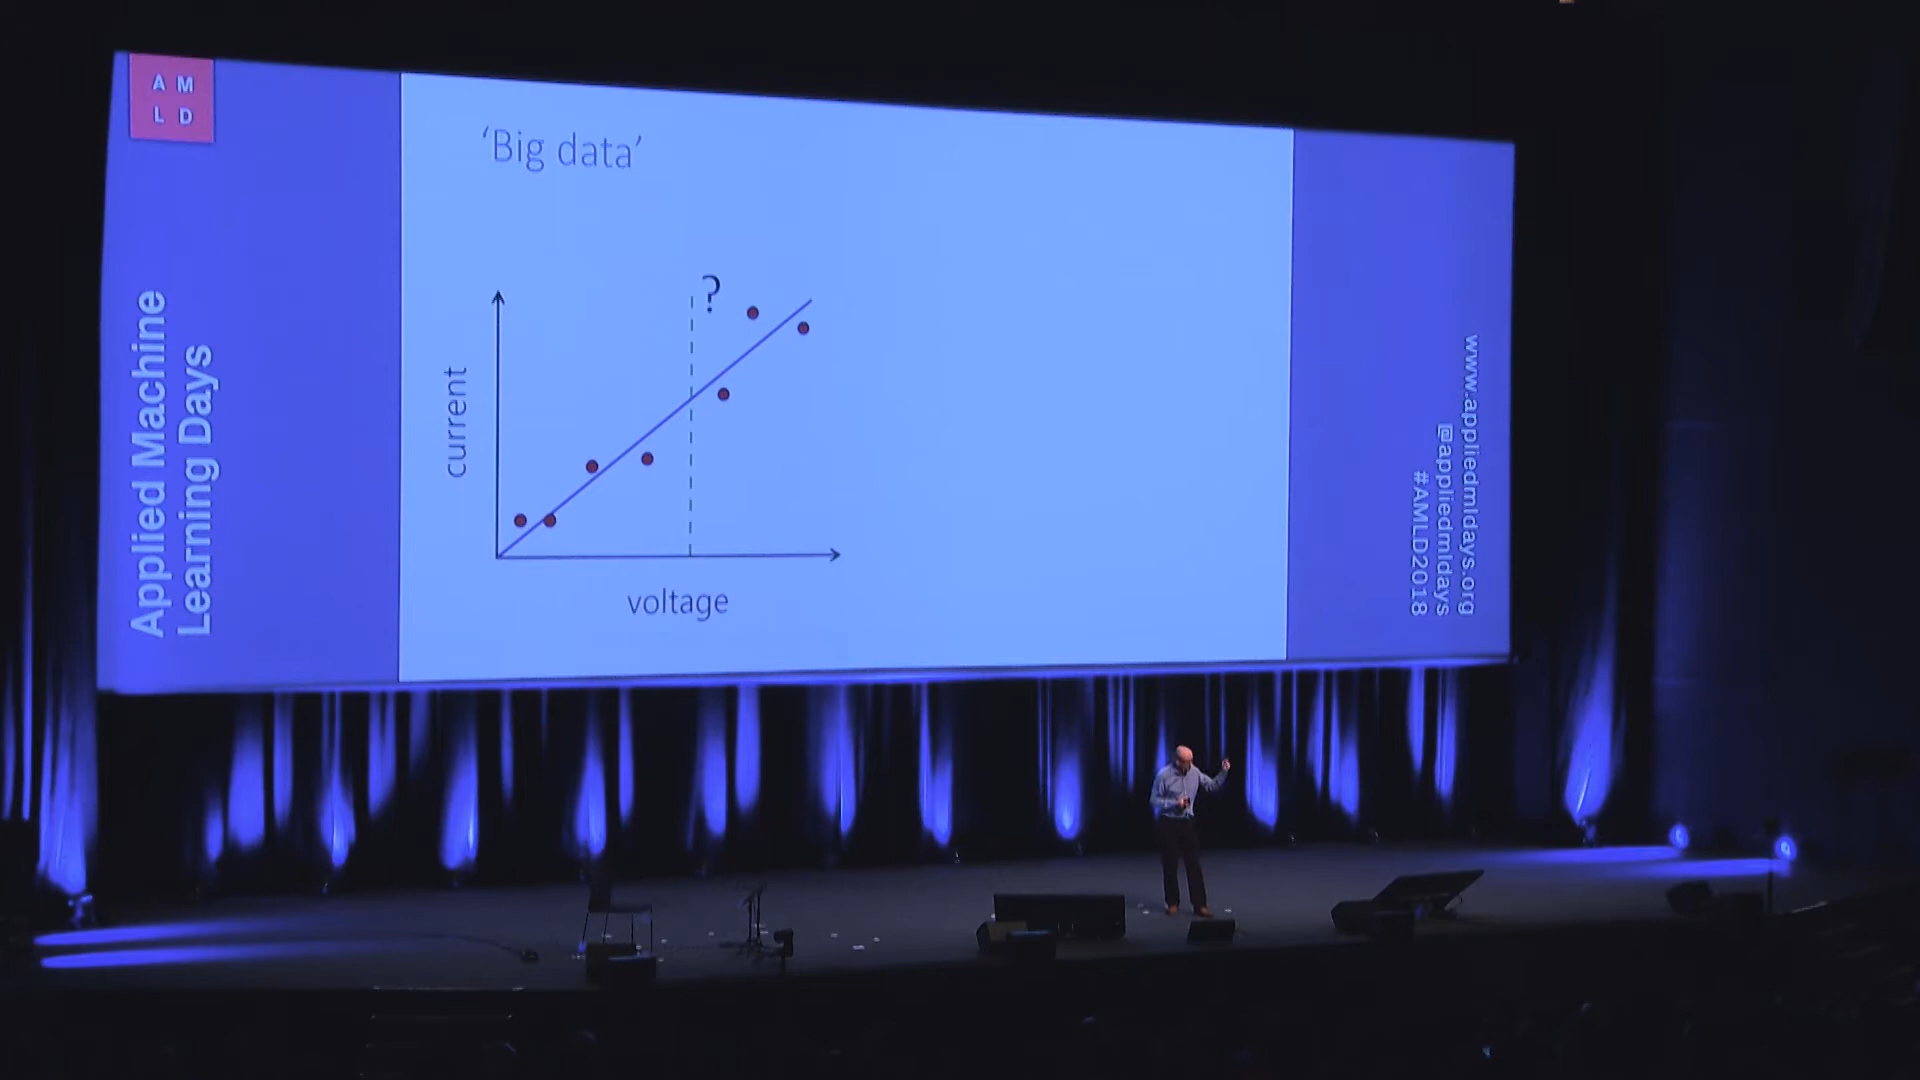 A M
L D
Applied Machine
Learning Days
'Big data'
?
current
voltage
www.appliedmldays.org
@appliedmldays
#AMLD2018